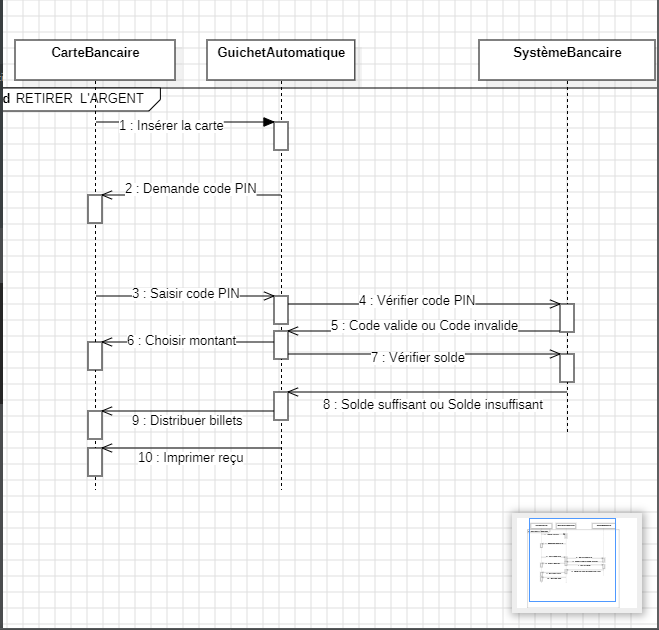 CarteBancaire
GuichetAutomatique
SystèmeBancaire
d RETIRER L'ARGENT
1 : Insérer la carte
2 : Demande code PIN
3 : Saisir code PIN
4 : Vérifier code PIN
5 : Code valide ou Code invalide
6 : Choisir montant
7 : Vérifier solde
8 : Solde suffisant ou Solde insuffisant
9 : Distribuer billets
10 : Imprimer reçu